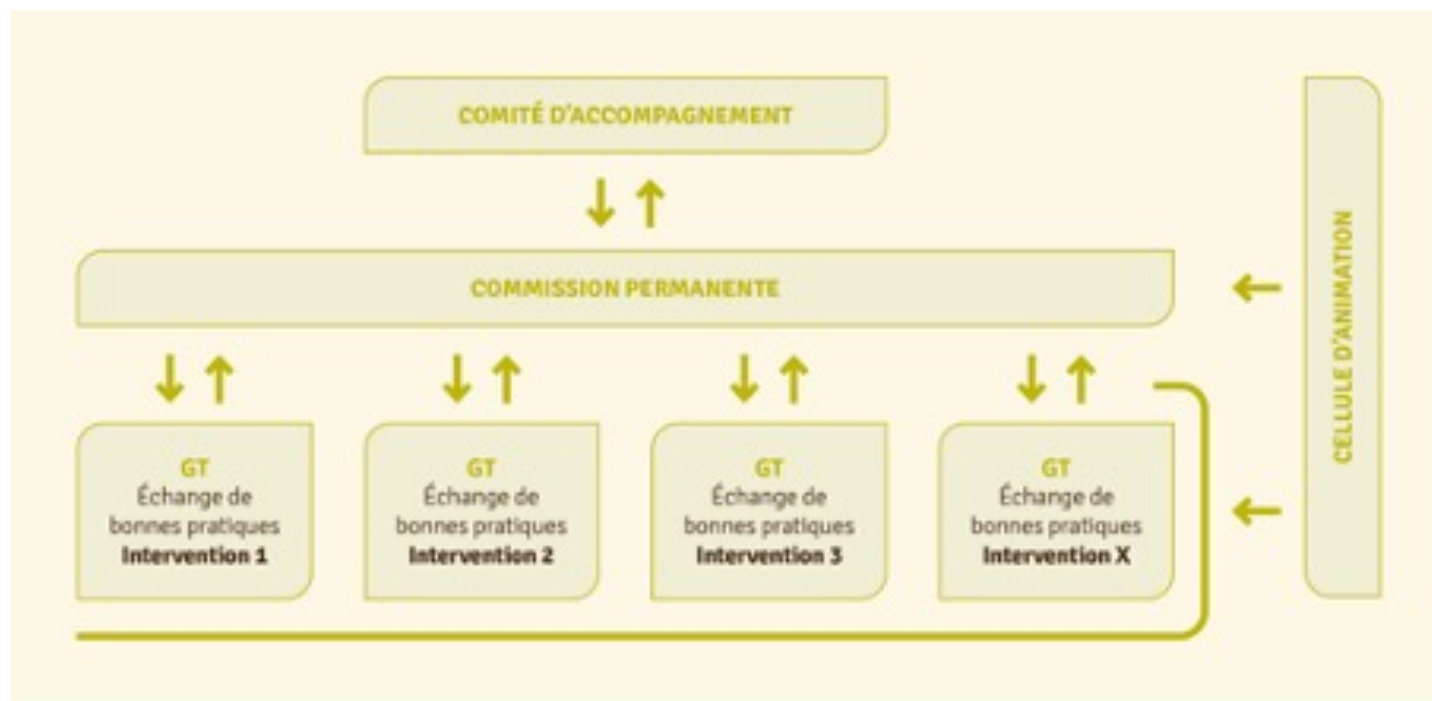 COMITÉ D'ACCOMPAGNEMENT
COMMISSION PERMANENTE
GT
Échange de
bonnes pratiques
Intervention 1
GT
Échange de
bonnes pratiques
Intervention 2
GT
Échange de
bonnes pratiques
Intervention 3
GT
Échange de
bonnes pratiques
Intervention X
CELLULE D'ANIMATION